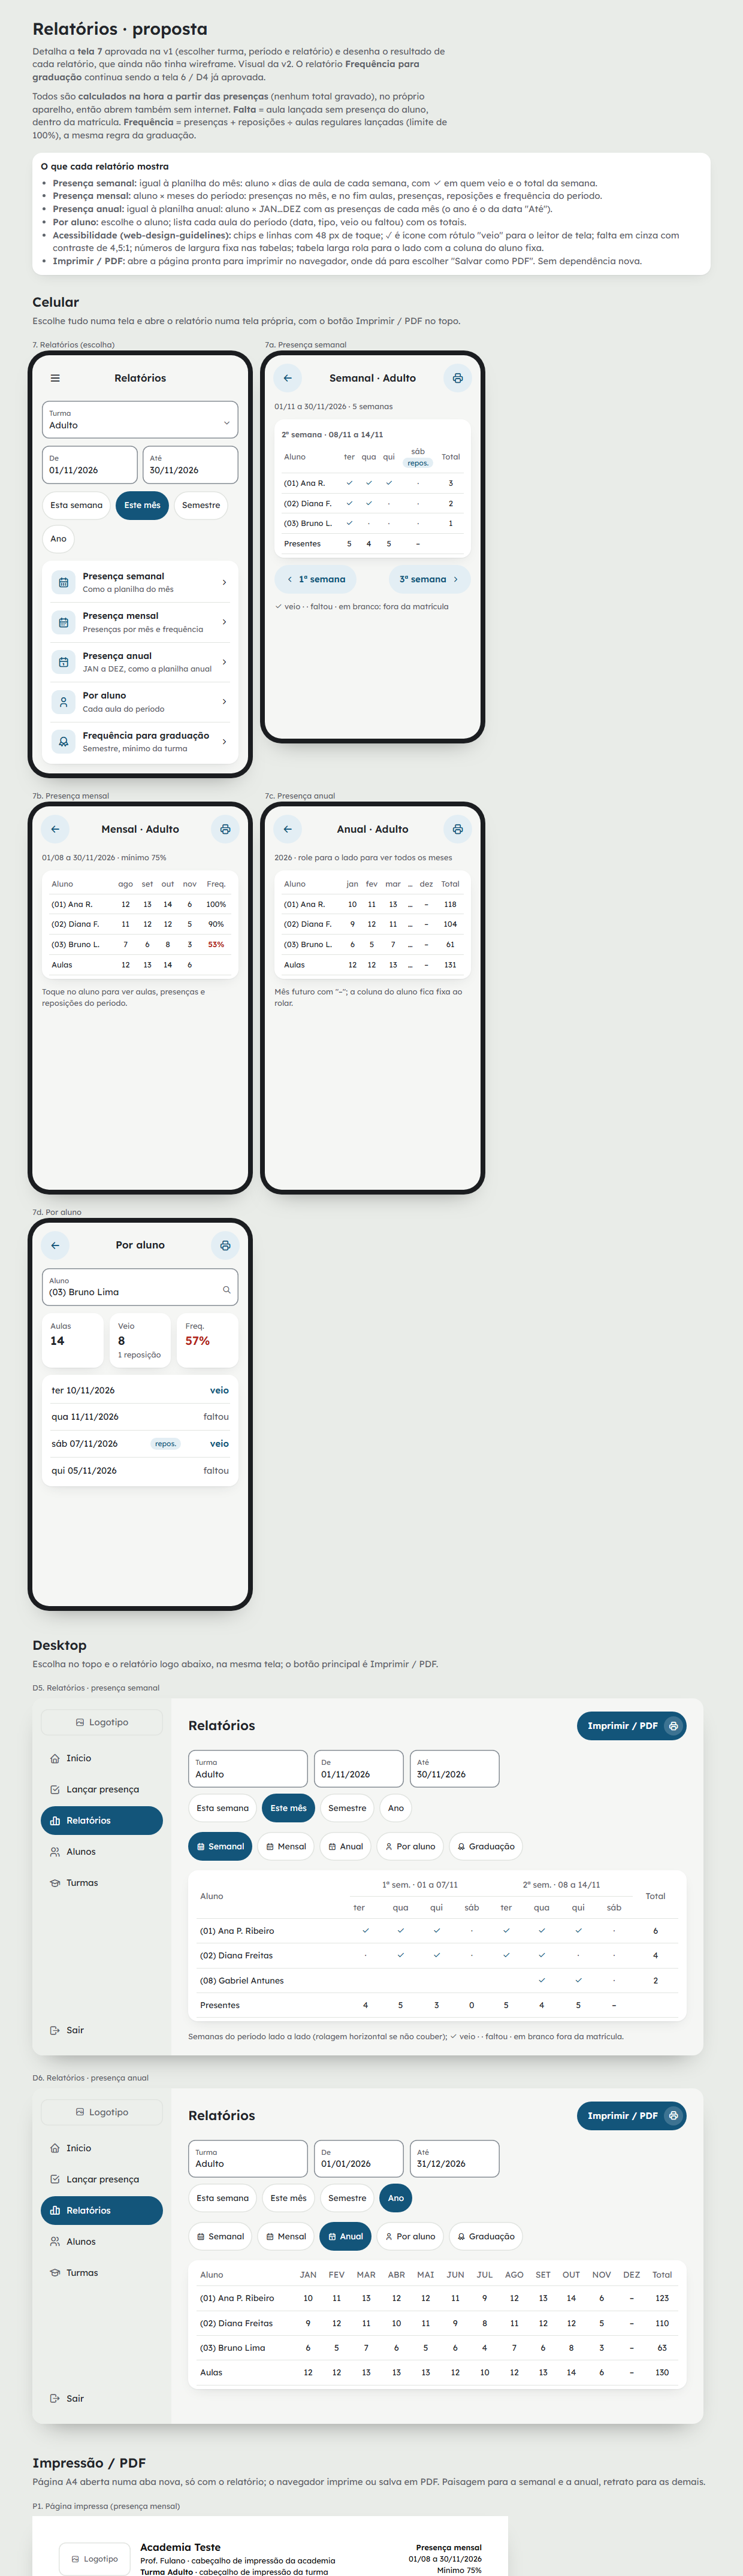 Relatórios · proposta
Detalha a tela 7 aprovada na v1 (escolher turma, período e relatório) e desenha o resultado de
cada relatório, que ainda não tinha wireframe. Visual da v2. O relatório Frequência para
graduação continua sendo a tela 6 / D4 já aprovada.
Todos são calculados na hora a partir das presenças (nenhum total gravado), no próprio
aparelho, então abrem também sem internet. Falta = aula lançada sem presença do aluno,
dentro da matrícula. Frequência = presenças + reposições ÷ aulas regulares lançadas (limite de
100%), a mesma regra da graduação.
O que cada relatório mostra
• Presença semanal: igual à planilha do mês: aluno × dias de aula de cada semana, com ✓ em quem veio e o total da semana.
• Presença mensal: aluno × meses do período: presenças no mês, e no fim aulas, presenças, reposições e frequência do período.
• Presença anual: igual à planilha anual: aluno × JAN…DEZ com as presenças de cada mês (o ano é o da data "Até").
• Por aluno: escolhe o aluno; lista cada aula do período (data, tipo, veio ou faltou) com os totais.
• Acessibilidade (web-design-guidelines): chips e linhas com 48 px de toque; ✓ é ícone com rótulo "veio" para o leitor de tela; falta em cinza com
contraste de 4,5:1; números de largura fixa nas tabelas; tabela larga rola para o lado com a coluna do aluno fixa.
• Imprimir / PDF: abre a página pronta para imprimir no navegador, onde dá para escolher "Salvar como PDF". Sem dependência nova.
Celular
Escolhe tudo numa tela e abre o relatório numa tela própria, com o botão Imprimir / PDF no topo.
7. Relatórios (escolha)
Relatórios
Turma
Adulto
De
01/11/2026
Até
30/11/2026
Esta semana
Este mês
Semestre
Ano
Presença semanal
Como a planilha do mês
Presença mensal
Presenças por mês e frequência
Presença anual
JAN a DEZ, como a planilha anual
Por aluno
Cada aula do período
Frequência para graduação
Semestre, mínimo da turma
7a. Presença semanal
Semanal · Adulto
01/11 a 30/11/2026 · 5 semanas
2ª semana · 08/11 a 14/11
Aluno ter qua qui sáb repos. Total
(01) Ana R. ✓ ✓ ✓ · 3
(02) Diana F. ✓ ✓ · · 2
(03) Bruno L. ✓ · · · 1
Presentes 5 4 5 –
1ª semana
3ª semana
✓ veio · · faltou · em branco: fora da matrícula
7b. Presença mensal
Mensal · Adulto
01/08 a 30/11/2026 · mínimo 75%
Aluno ago set out nov Freq.
(01) Ana R. 12 13 14 6 100%
(02) Diana F. 11 12 12 5 90%
(03) Bruno L. 7 6 8 3 53%
Aulas 12 13 14 6
Toque no aluno para ver aulas, presenças e
reposições do período.
7c. Presença anual
Anual · Adulto
2026 · role para o lado para ver todos os meses
Aluno jan fev mar … dez Total
(01) Ana R. 10 11 13 … – 118
(02) Diana F. 9 12 11 … – 104
(03) Bruno L. 6 5 7 … – 61
Aulas 12 12 13 … – 131
Mês futuro com "–"; a coluna do aluno fica fixa ao
rolar.
7d. Por aluno
Por aluno
Aluno
(03) Bruno Lima
Aulas
14
Veio
8
1 reposição
Freq.
57%
ter 10/11/2026 veio
qua 11/11/2026 faltou
sáb 07/11/2026 repos. veio
qui 05/11/2026 faltou
Desktop
Escolha no topo e o relatório logo abaixo, na mesma tela; o botão principal é Imprimir / PDF.
D5. Relatórios · presença semanal
Logotipo
Início
Lançar presença
Relatórios
Alunos
Turmas
Sair
Relatórios
Imprimir / PDF
Turma
Adulto
De
01/11/2026
Até
30/11/2026
Esta semana
Este mês
Semestre
Ano
Semanal
Mensal
Anual
Por aluno
Graduação
Aluno 1ª sem. · 01 a 07/11 2ª sem. · 08 a 14/11 Total
ter qua qui sáb ter qua qui sáb
(01) Ana P. Ribeiro ✓ ✓ ✓ · ✓ ✓ ✓ · 6
(02) Diana Freitas · ✓ ✓ · ✓ ✓ · · 4
(08) Gabriel Antunes ✓ ✓ · 2
Presentes 4 5 3 0 5 4 5 –
Semanas do período lado a lado (rolagem horizontal se não couber); ✓ veio · · faltou · em branco fora da matrícula.
D6. Relatórios · presença anual
Logotipo
Início
Lançar presença
Relatórios
Alunos
Turmas
Sair
Relatórios
Imprimir / PDF
Turma
Adulto
De
01/01/2026
Até
31/12/2026
Esta semana
Este mês
Semestre
Ano
Semanal
Mensal
Anual
Por aluno
Graduação
Aluno JAN FEV MAR ABR MAI JUN JUL AGO SET OUT NOV DEZ Total
(01) Ana P. Ribeiro 10 11 13 12 12 11 9 12 13 14 6 – 123
(02) Diana Freitas 9 12 11 10 11 9 8 11 12 12 5 – 110
(03) Bruno Lima 6 5 7 6 5 6 4 7 6 8 3 – 63
Aulas 12 12 13 13 13 12 10 12 13 14 6 – 130
Impressão / PDF
Página A4 aberta numa aba nova, só com o relatório; o navegador imprime ou salva em PDF. Paisagem para a semanal e a anual, retrato para as demais.
P1. Página impressa (presença mensal)
Logotipo
Academia Teste
Prof. Fulano · cabeçalho de impressão da academia
Turma Adulto · cabeçalho de impressão da turma
Presença mensal
01/08 a 30/11/2026
Mínimo 75%